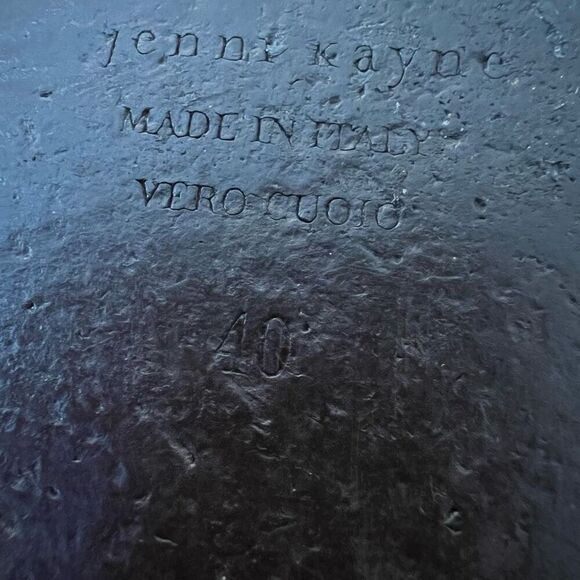 jenni kayne
MADE IN ITALY
VERO CUOIO
40